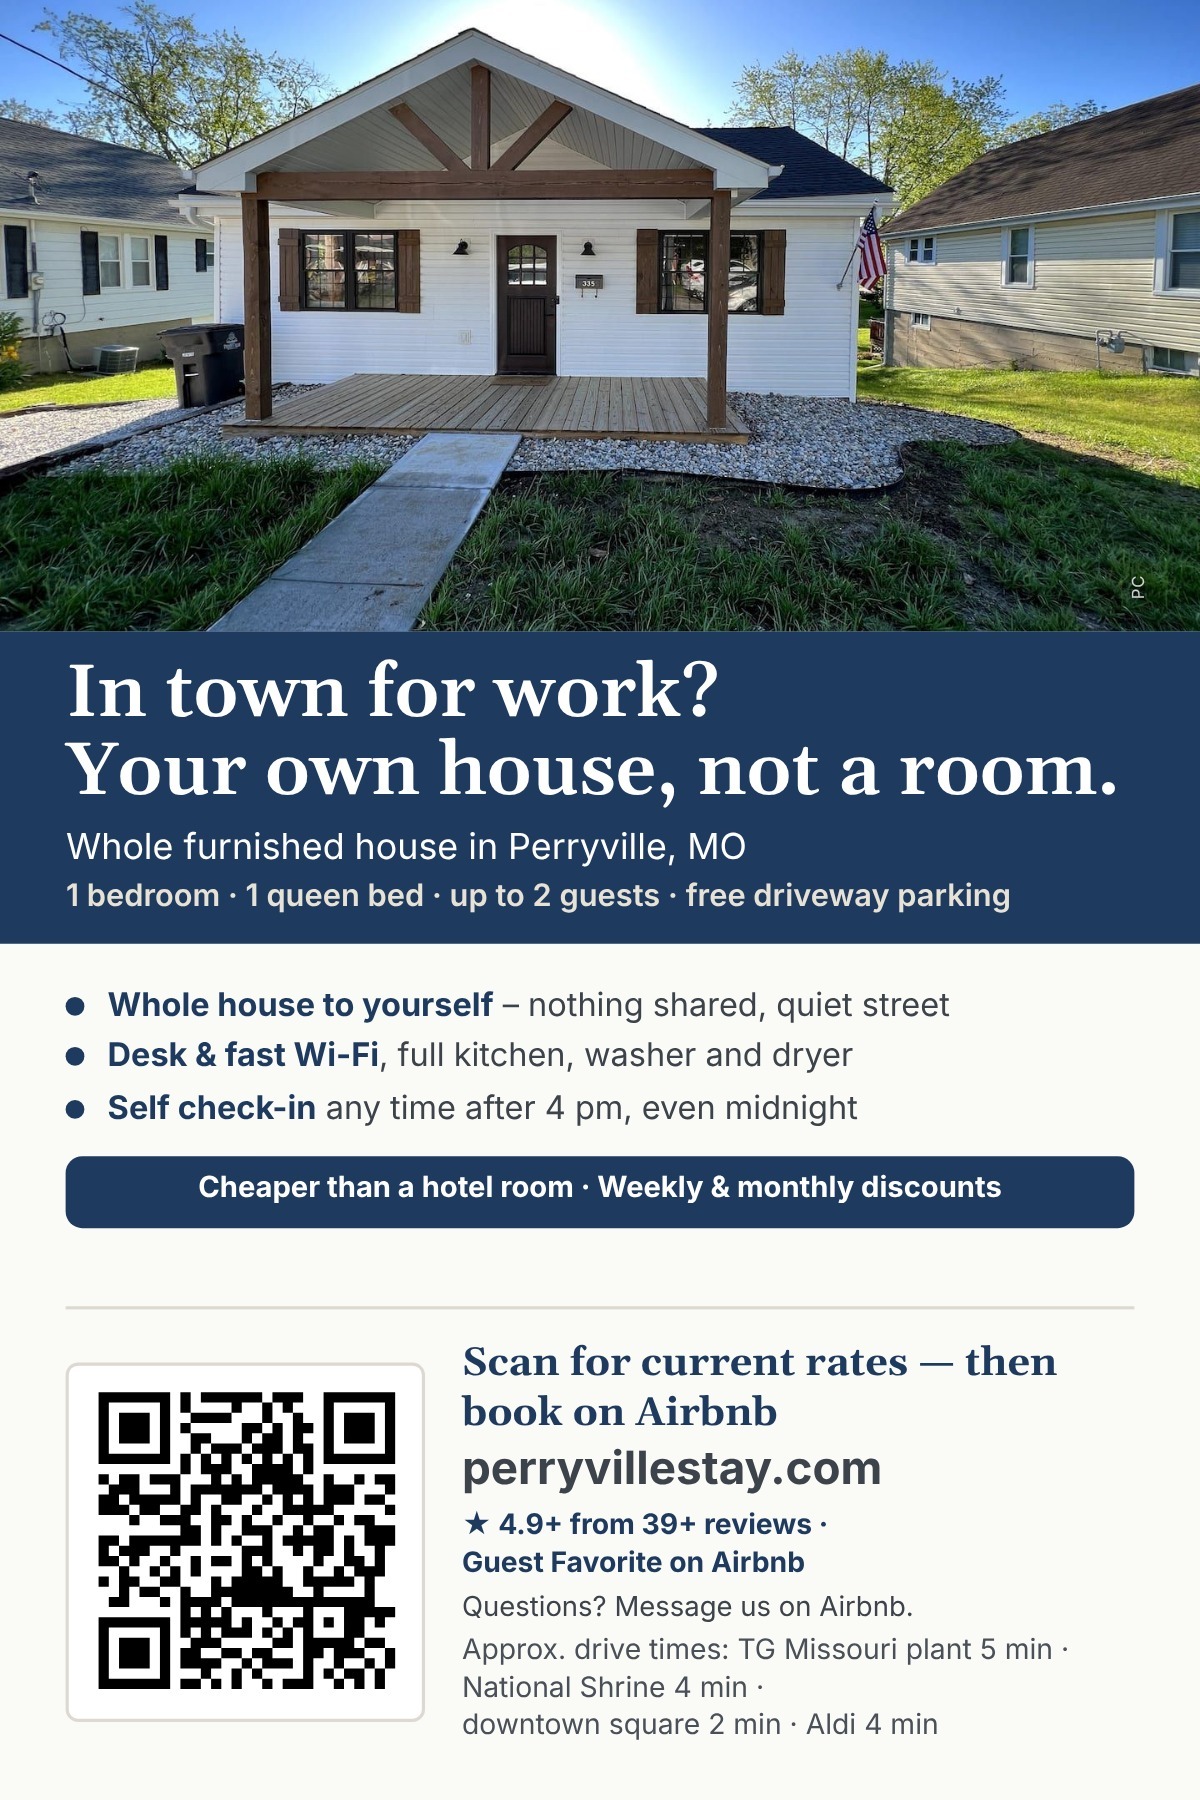 335
PC
In town for work?
Your own house, not a room.
Whole furnished house in Perryville, MO
1 bedroom · 1 queen bed · up to 2 guests · free driveway parking
● Whole house to yourself – nothing shared, quiet street
● Desk & fast Wi-Fi, full kitchen, washer and dryer
● Self check-in any time after 4 pm, even midnight
Cheaper than a hotel room · Weekly & monthly discounts
Scan for current rates — then
book on Airbnb
perryvillestay.com
★ 4.9+ from 39+ reviews ·
Guest Favorite on Airbnb
Questions? Message us on Airbnb.
Approx. drive times: TG Missouri plant 5 min ·
National Shrine 4 min ·
downtown square 2 min · Aldi 4 min